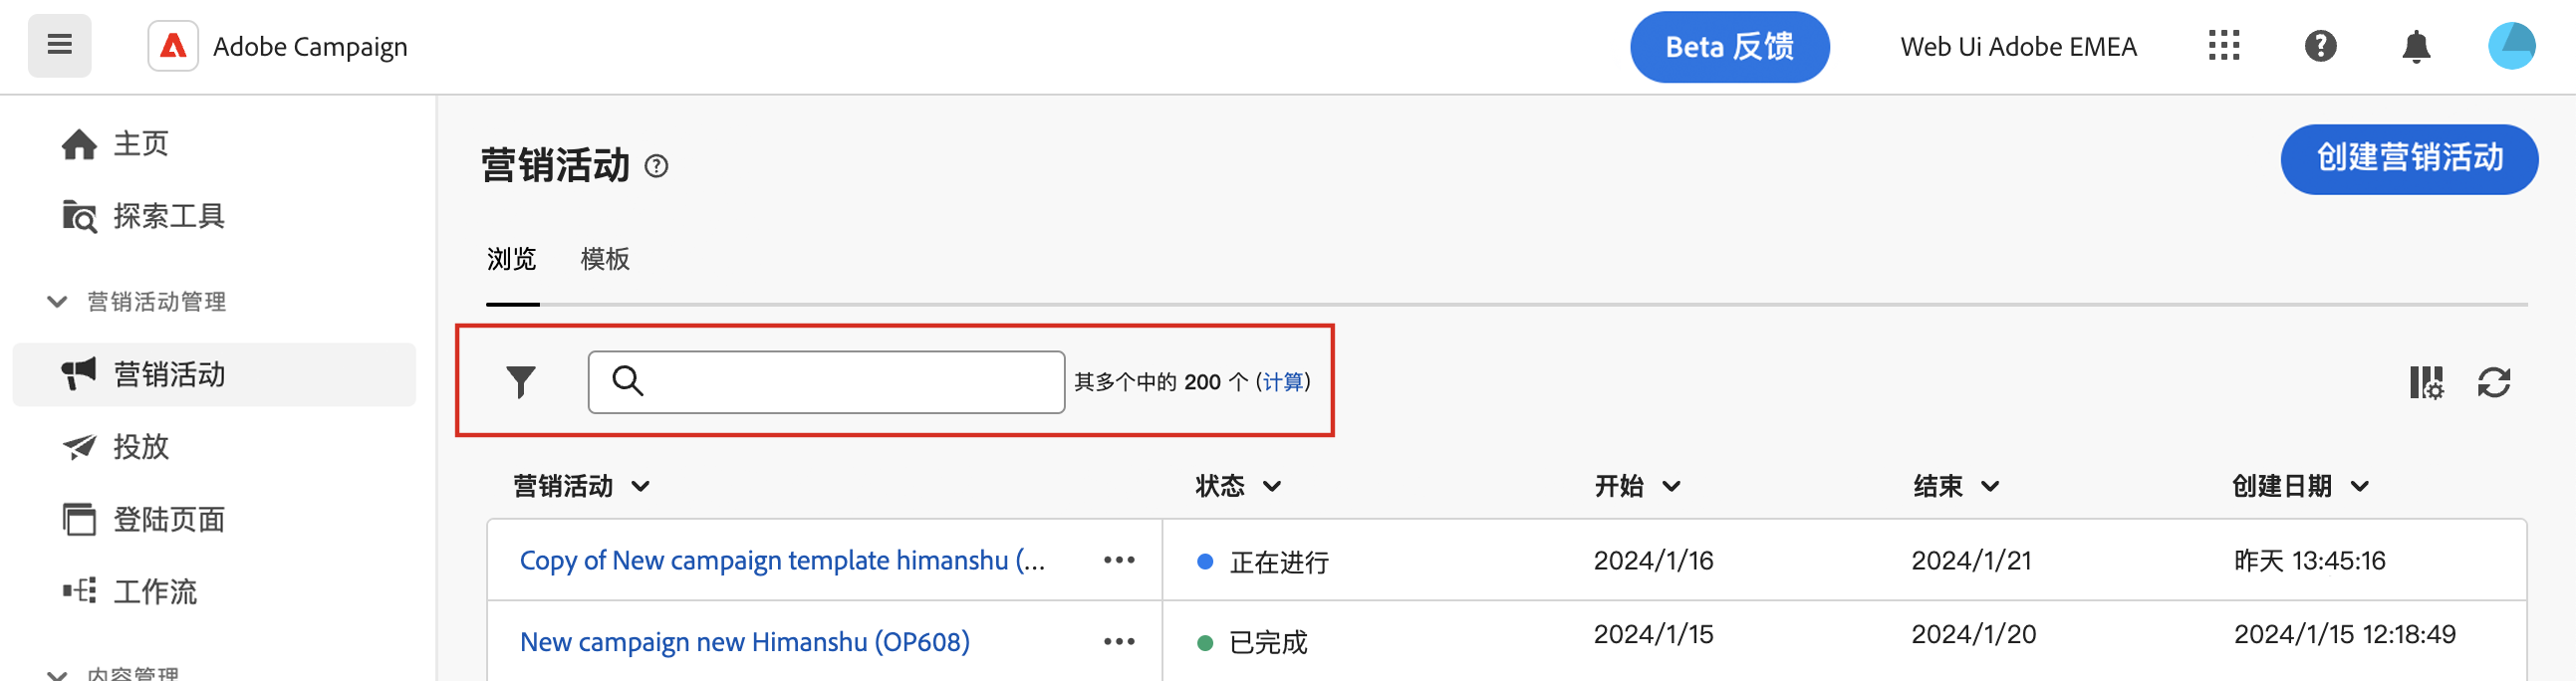 Adobe Campaign
Beta 反馈
Web Ui Adobe EMEA
主页
探索工具
营销活动管理
营销活动
投放
登陆页面
工作流
内容管理
营销活动
创建营销活动
浏览 模板
其多个中的 200 个 (计算)
营销活动 状态 开始 结束 创建日期
Copy of New campaign template himanshu (... 正在进行 2024/1/16 2024/1/21 昨天 13:45:16
New campaign new Himanshu (OP608) 已完成 2024/1/15 2024/1/20 2024/1/15 12:18:49